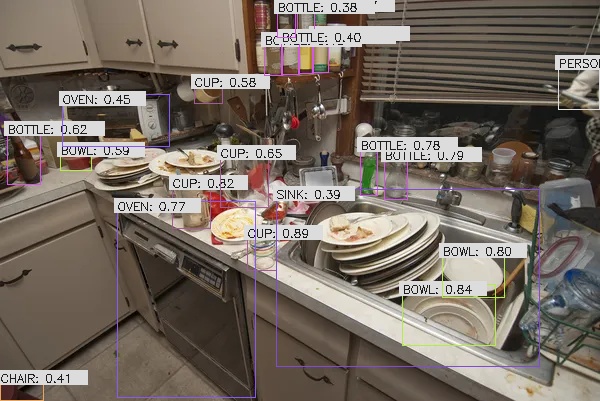 BOTTLE: 0.38
BOTTLE: 0.40
PERSO
CUP: 0.58
OVEN: 0.45
BOTTLE: 0.62
BOWL: 0.59
CUP: 0.65
BOTTLE: 0.78
BOTTLE: 0.79
CUP: 0.82
SINK: 0.39
OVEN: 0.77
CUP: 0.89
BOWL: 0.80
BOWL: 0.84
CHAIR: 0.41